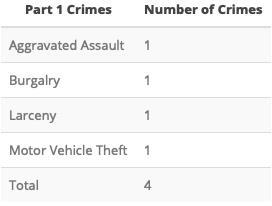 Part 1 Crimes Number of Crimes
Aggravated Assault 1
Burgalry 1
Larceny 1
Motor Vehicle Theft 1
Total 4